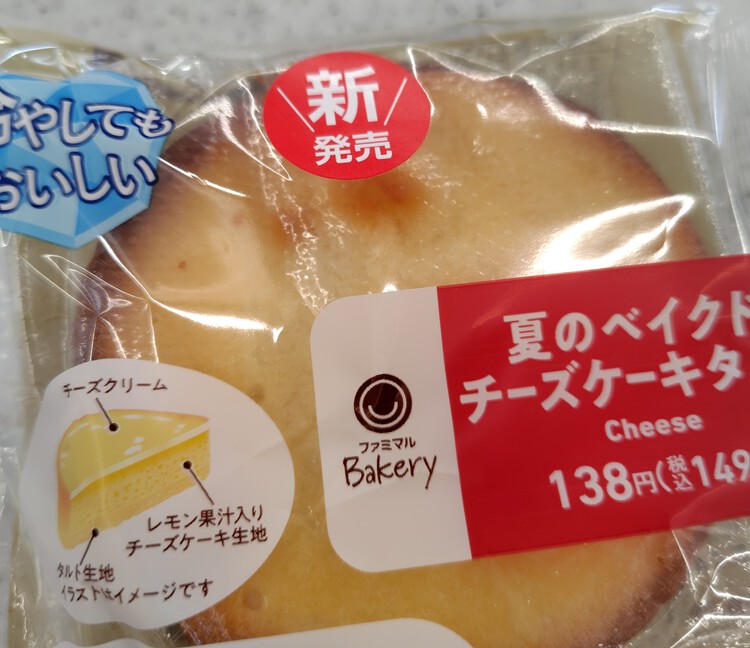 新
発売
冷やしても
おいしい
夏のベイクド
チーズケーキタ
Cheese
138円(税込149
ファミマル
Bakery
チーズクリーム
レモン果汁入り
チーズケーキ生地
タルト生地
イラストはイメージです